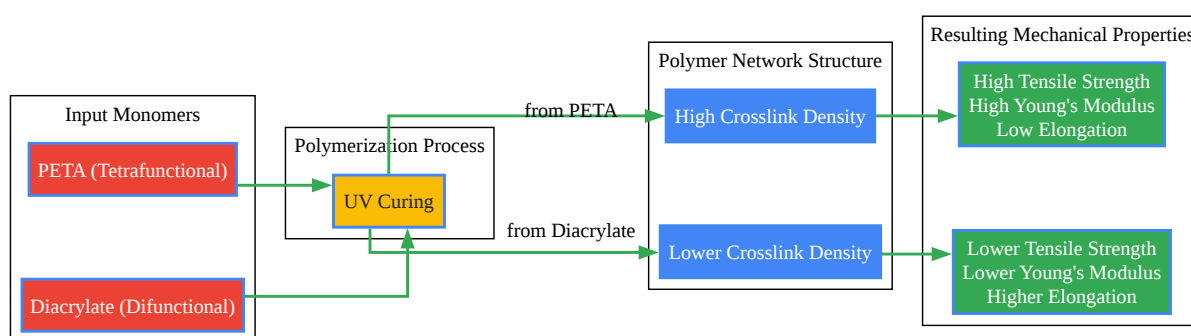 Input Monomers
PETA (Tetrafunctional)
Diacrylate (Difunctional)
Polymerization Process
UV Curing
from PETA
from Diacrylate
Polymer Network Structure
High Crosslink Density
Lower Crosslink Density
Resulting Mechanical Properties
High Tensile Strength
High Young's Modulus
Low Elongation
Lower Tensile Strength
Lower Young's Modulus
Higher Elongation